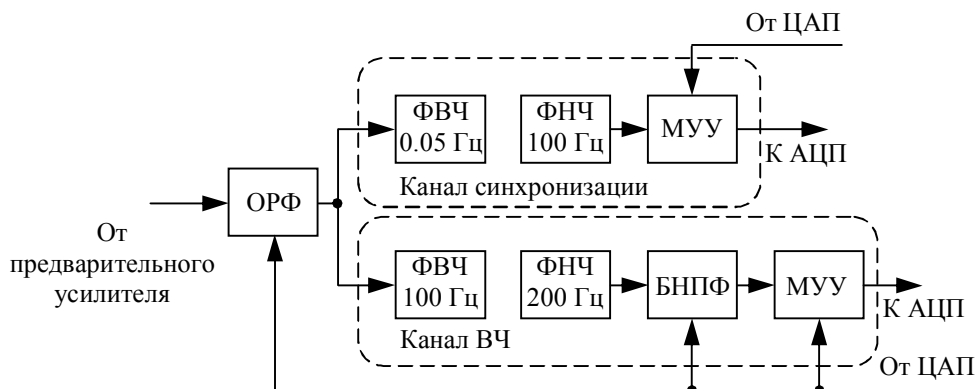 От ЦАП
ФВЧ
0.05 Гц
ФНЧ
100 Гц
МУУ
К АЦП
Канал синхронизации
ОРФ
От
предварительного
усилителя
ФВЧ
100 Гц
ФНЧ
200 Гц
БНПФ
МУУ
К АЦП
Канал ВЧ
От ЦАП